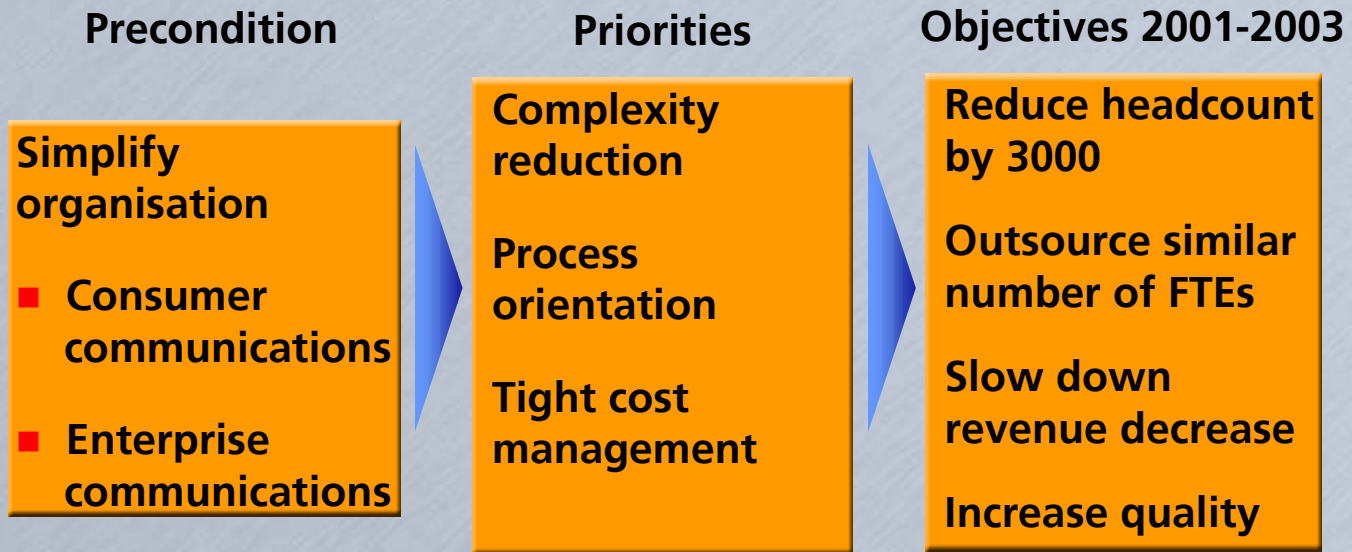 Precondition
Simplify
organisation
Consumer
communications
Enterprise
communications
Priorities
Complexity
reduction
Process
orientation
Tight cost
management
Objectives 2001-2003
Reduce headcount
by 3000
Outsource similar
number of FTEs
Slow down
revenue decrease
Increase quality